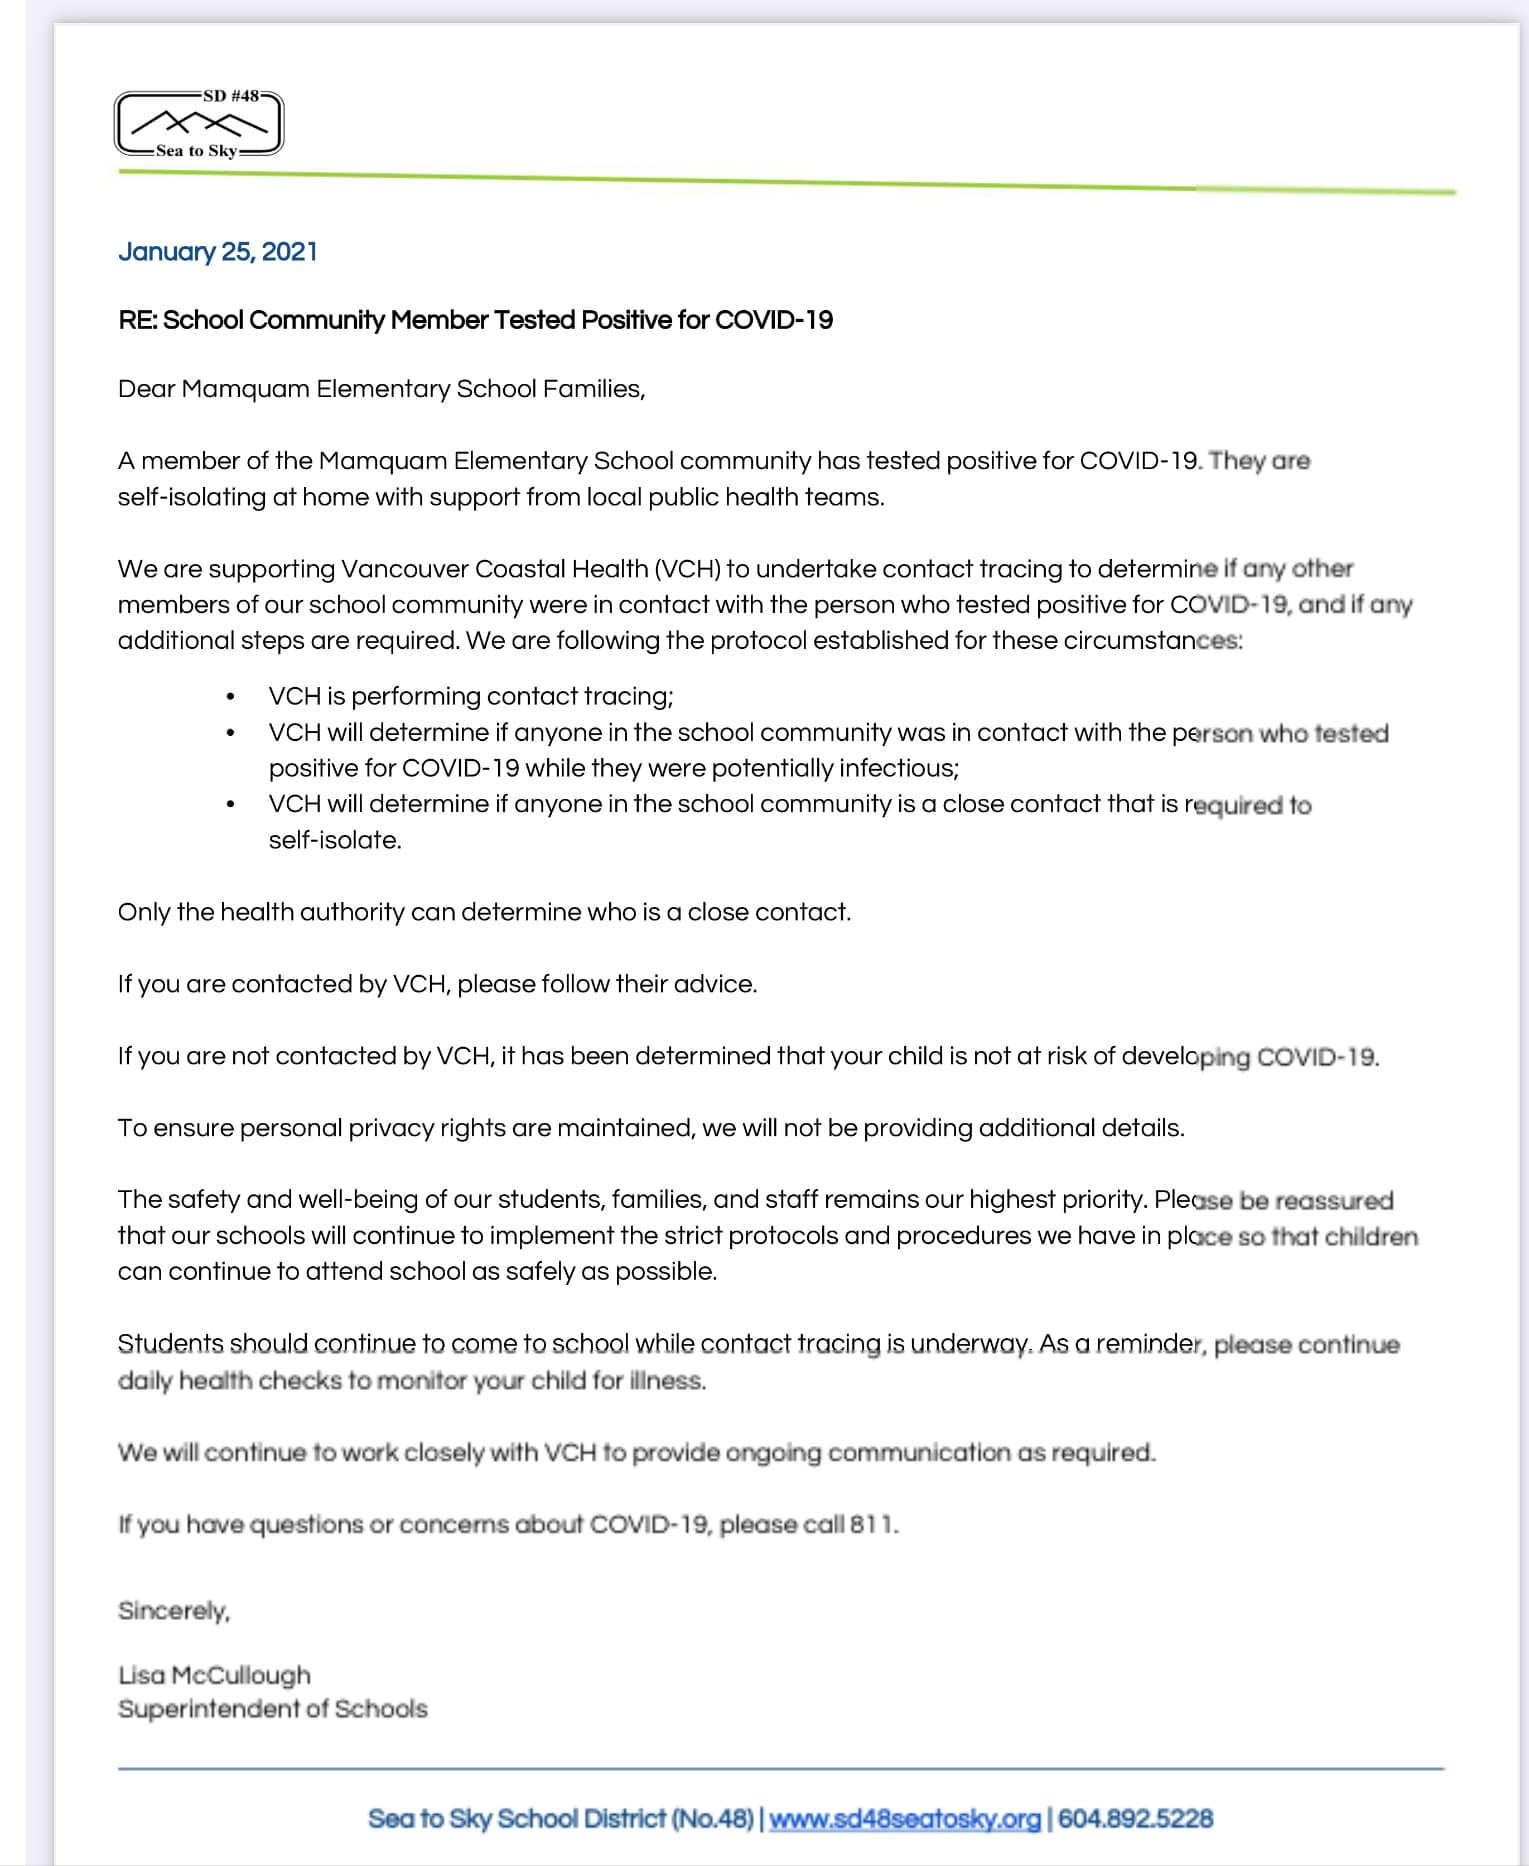 SD #48
Sea to Sky
January 25, 2021
RE: School Community Member Tested Positive for COVID-19
Dear Mamquam Elementary School Families,
A member of the Mamquam Elementary School community has tested positive for COVID-19. They are
self-isolating at home with support from local public health teams.
We are supporting Vancouver Coastal Health (VCH) to undertake contact tracing to determine if any other
members of our school community were in contact with the person who tested positive for COVID-19, and if any
additional steps are required. We are following the protocol established for these circumstances:
• VCH is performing contact tracing;
• VCH will determine if anyone in the school community was in contact with the person who tested
positive for COVID-19 while they were potentially infectious;
• VCH will determine if anyone in the school community is a close contact that is required to
self-isolate.
Only the health authority can determine who is a close contact.
If you are contacted by VCH, please follow their advice.
If you are not contacted by VCH, it has been determined that your child is not at risk of developing COVID-19.
To ensure personal privacy rights are maintained, we will not be providing additional details.
The safety and well-being of our students, families, and staff remains our highest priority. Please be reassured
that our schools will continue to implement the strict protocols and procedures we have in place so that children
can continue to attend school as safely as possible.
Students should continue to come to school while contact tracing is underway. As a reminder, please continue
daily health checks to monitor your child for illness.
We will continue to work closely with VCH to provide ongoing communication as required.
If you have questions or concerns about COVID-19, please call 811.
Sincerely,
Lisa McCullough
Superintendent of Schools
Sea to Sky School District (No.48) | www.sd48seatosky.org | 604.892.5228